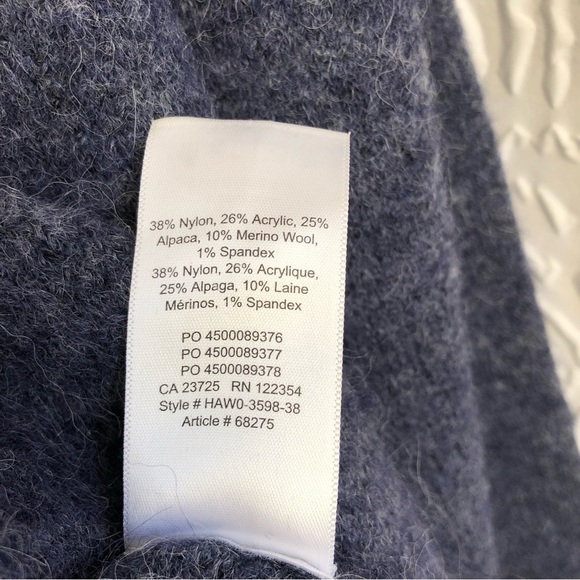 38% Nylon, 26% Acrylic, 25%
Alpaca, 10% Merino Wool,
1% Spandex
38% Nylon, 26% Acrylique,
25% Alpaga, 10% Laine
Mérinos, 1% Spandex
PO 4500089376
PO 4500089377
PO 4500089378
CA 23725 RN 122354
Style # HAW0-3598-38
Article # 68275